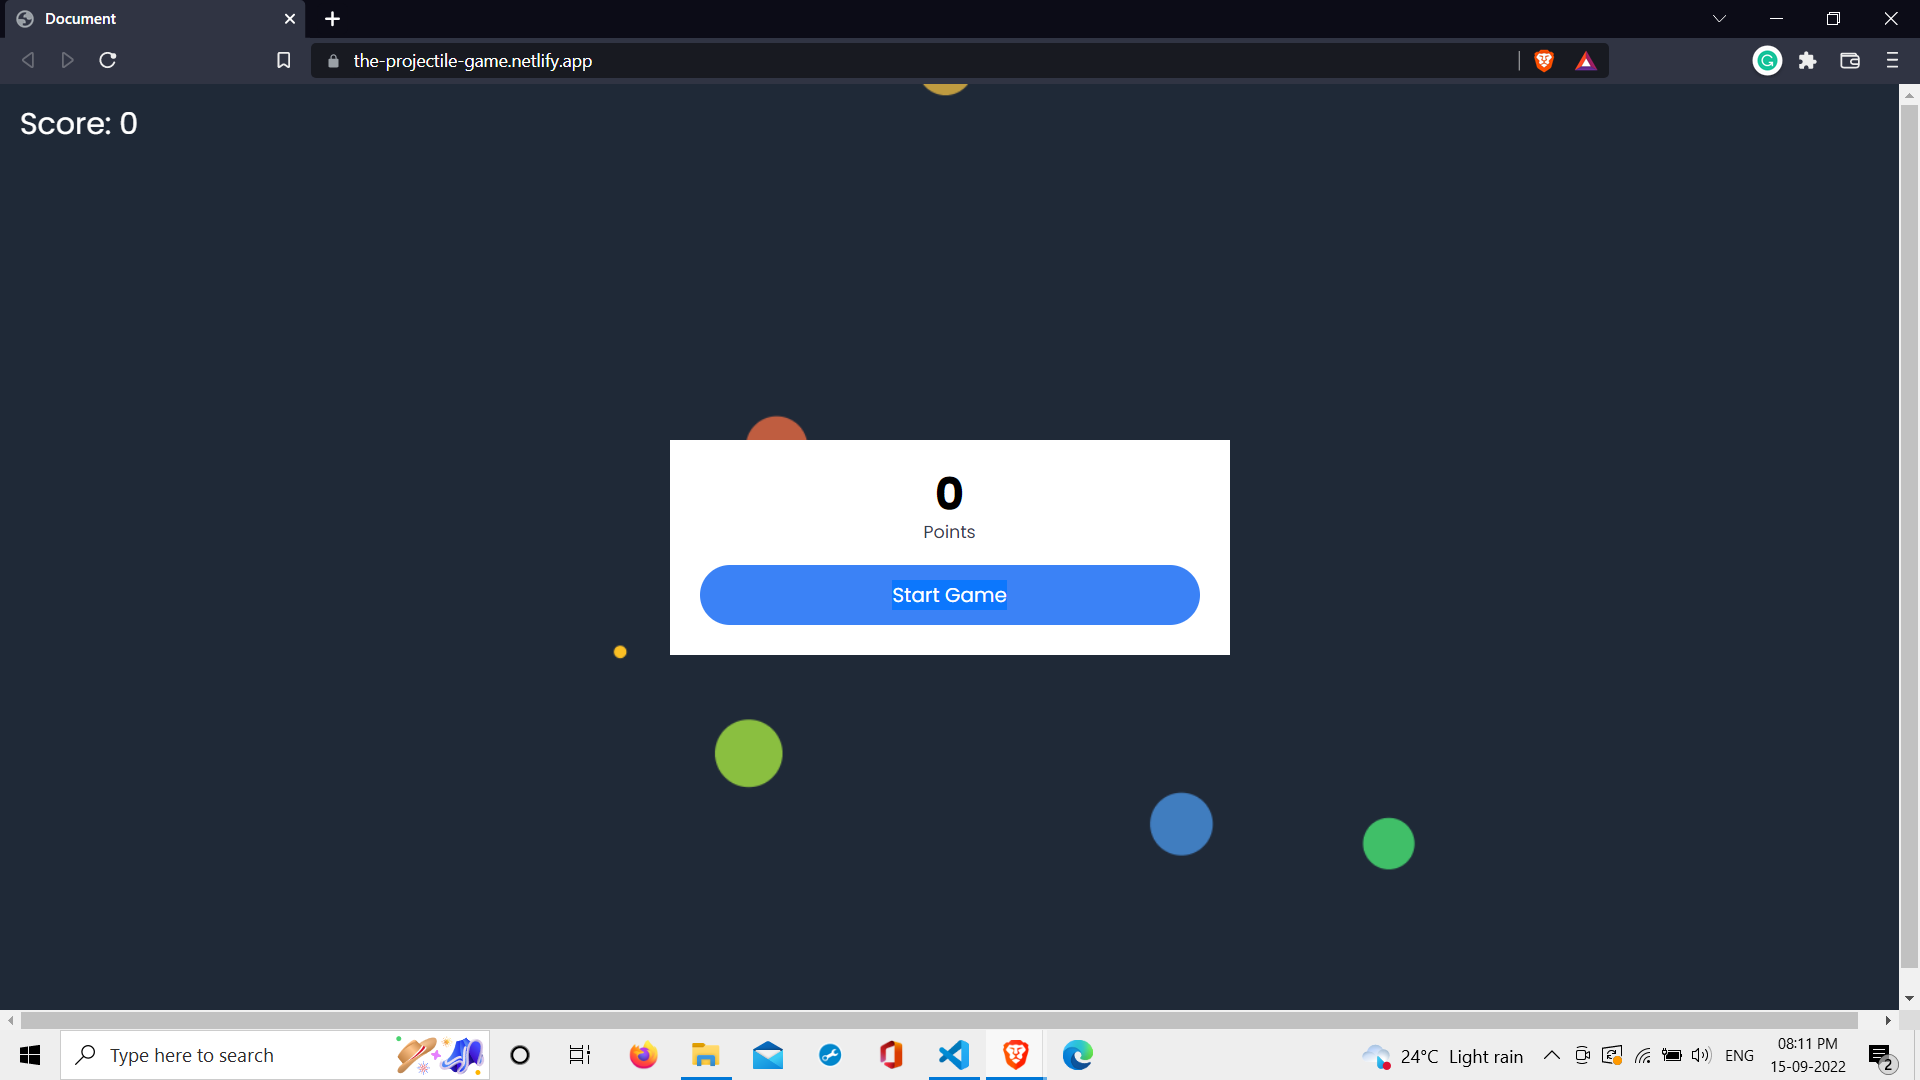 Document
the-projectile-game.netlify.app
Score: 0
0
Points
Start Game
Type here to search
24°C Light rain
ENG
08:11 PM
15-09-2022
2